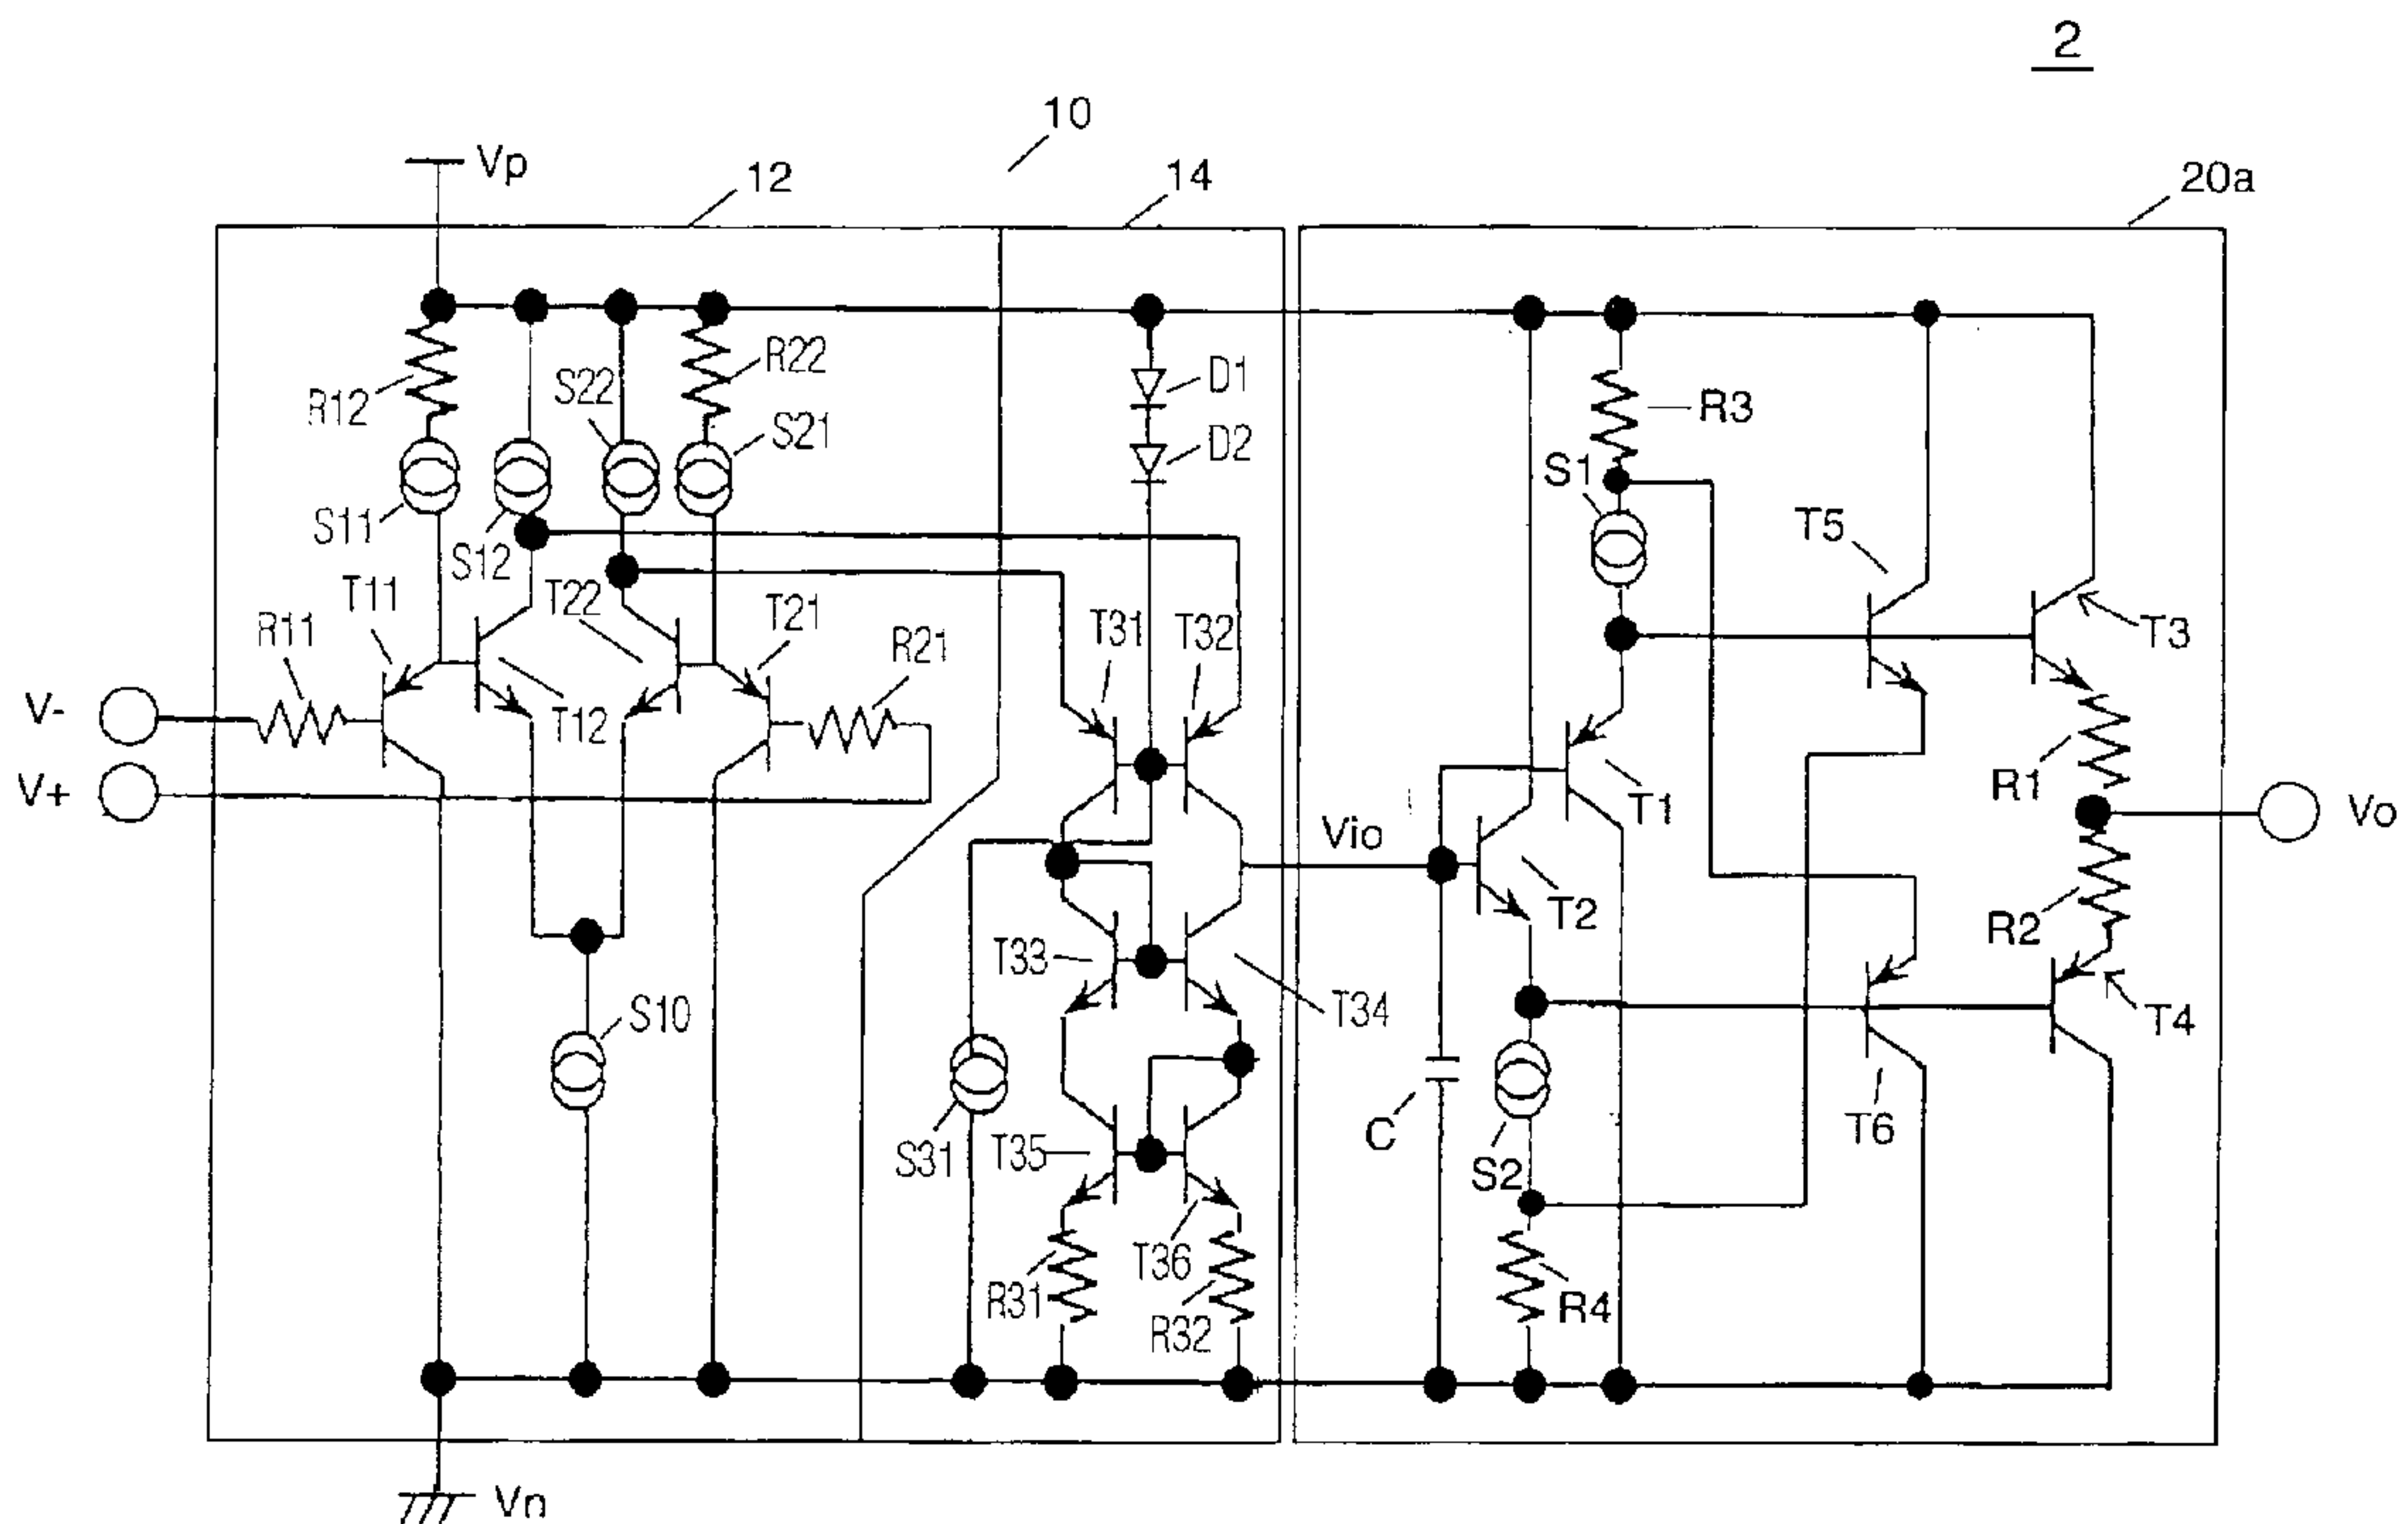 2
10
Vp
12
14
20a
R12
S22
R22
S21
D1
D2
R3
S1
S11
S12
T5
T11
T22
T21
R11
T31
T32
R21
T3
V-
T12
R1
T1
V+
Vo
Vio
T2
R2
T33
S10
T34
T4
C
T6
S31
T35
S2
T36
R31
R32
R4
Vn